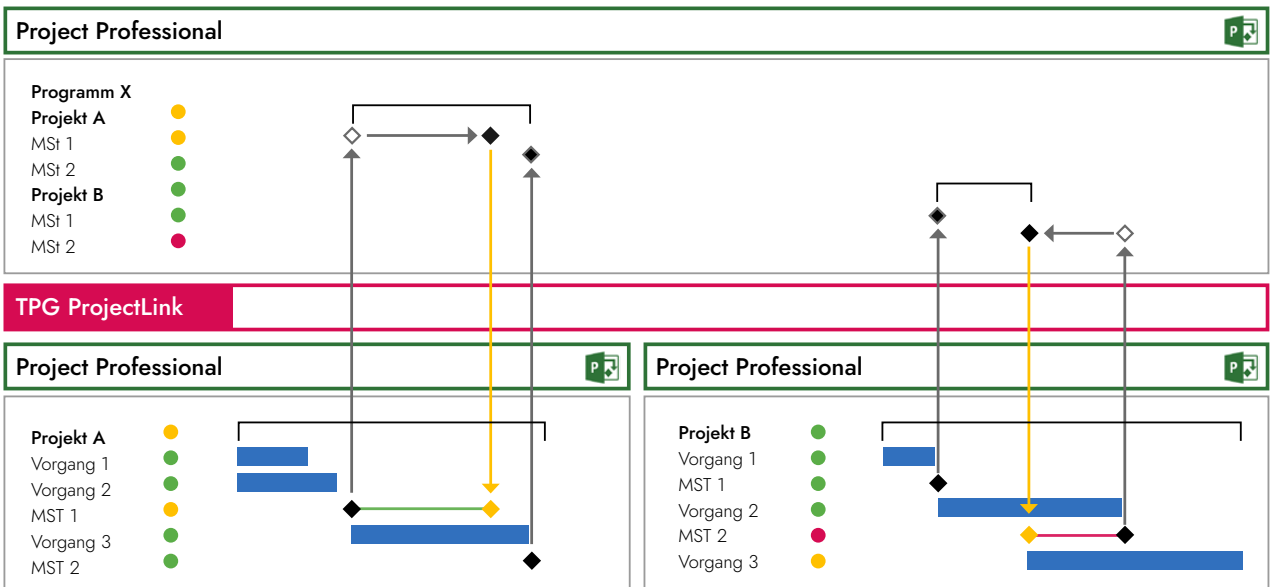 Project Professional
P
Programm X
Projekt A
MSt 1
MSt 2
Projekt B
MSt 1
MSt 2
TPG ProjectLink
Project Professional
P
Projekt A
Vorgang 1
Vorgang 2
MST 1
Vorgang 3
MST 2
Project Professional
P
Projekt B
Vorgang 1
MST 1
Vorgang 2
MST 2
Vorgang 3